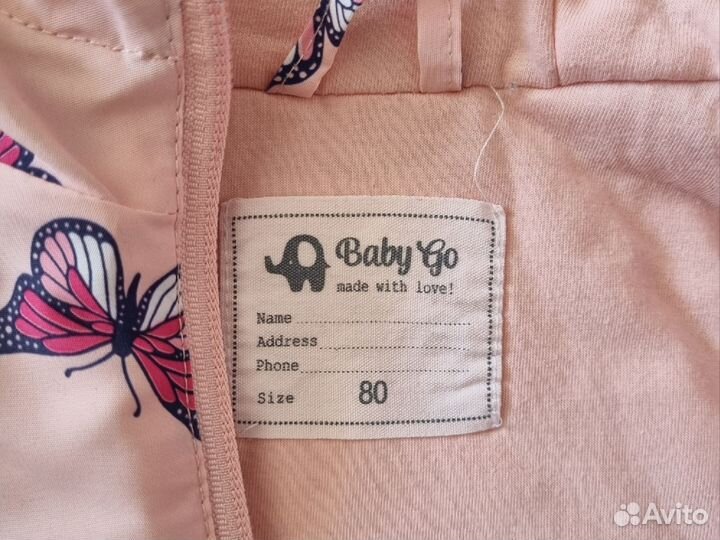 Baby Go
made with love!
Name
Address
Phone
Size 80
Avito